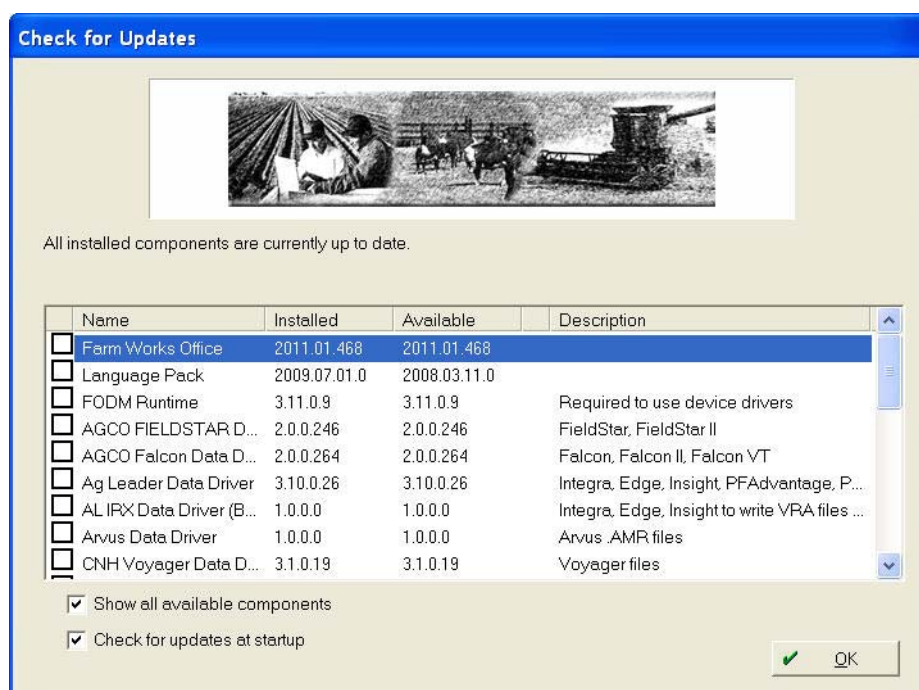 Check for Updates
All installed components are currently up to date.
Name Installed Available Description
Farm Works Office 2011.01.468 2011.01.468
Language Pack 2009.07.01.0 2008.03.11.0
FODM Runtime 3.11.0.9 3.11.0.9 Required to use device drivers
AGCO FIELDSTAR D... 2.0.0.246 2.0.0.246 FieldStar, FieldStar II
AGCO Falcon Data D... 2.0.0.264 2.0.0.264 Falcon, Falcon II, Falcon VT
Ag Leader Data Driver 3.10.0.26 3.10.0.26 Integra, Edge, Insight, PFAdvantage, P...
AL IRX Data Driver (B... 1.0.0.0 1.0.0.0 Integra, Edge, Insight to write VRA files ...
Arvus Data Driver 1.0.0.0 1.0.0.0 Arvus .AMR files
CNH Voyager Data D... 3.1.0.19 3.1.0.19 Voyager files
Show all available components
Check for updates at startup
OK